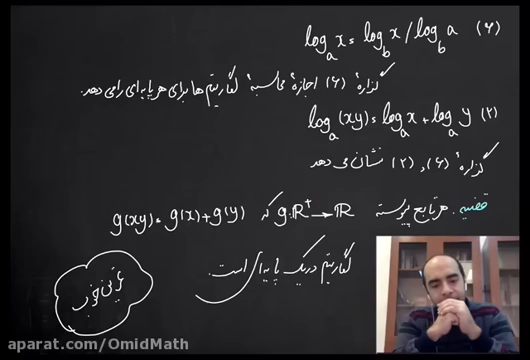 log_a x = log_b x / log_b a (۶)
گزارهٔ (۶) اجازهٔ محاسبهٔ لگاریتم‌ها برای هر پایه‌ای را می دهد.
log_a (xy) = log_a x + log_a y (۲)
گزارهٔ (۶) و (۲) نشان می دهد
قضیه. هر تابع پیوسته g: R⁺ → R که g(xy) = g(x) + g(y)
لگاریتم در یک پایه‌ای است.
خوب
aparat.com/OmidMath